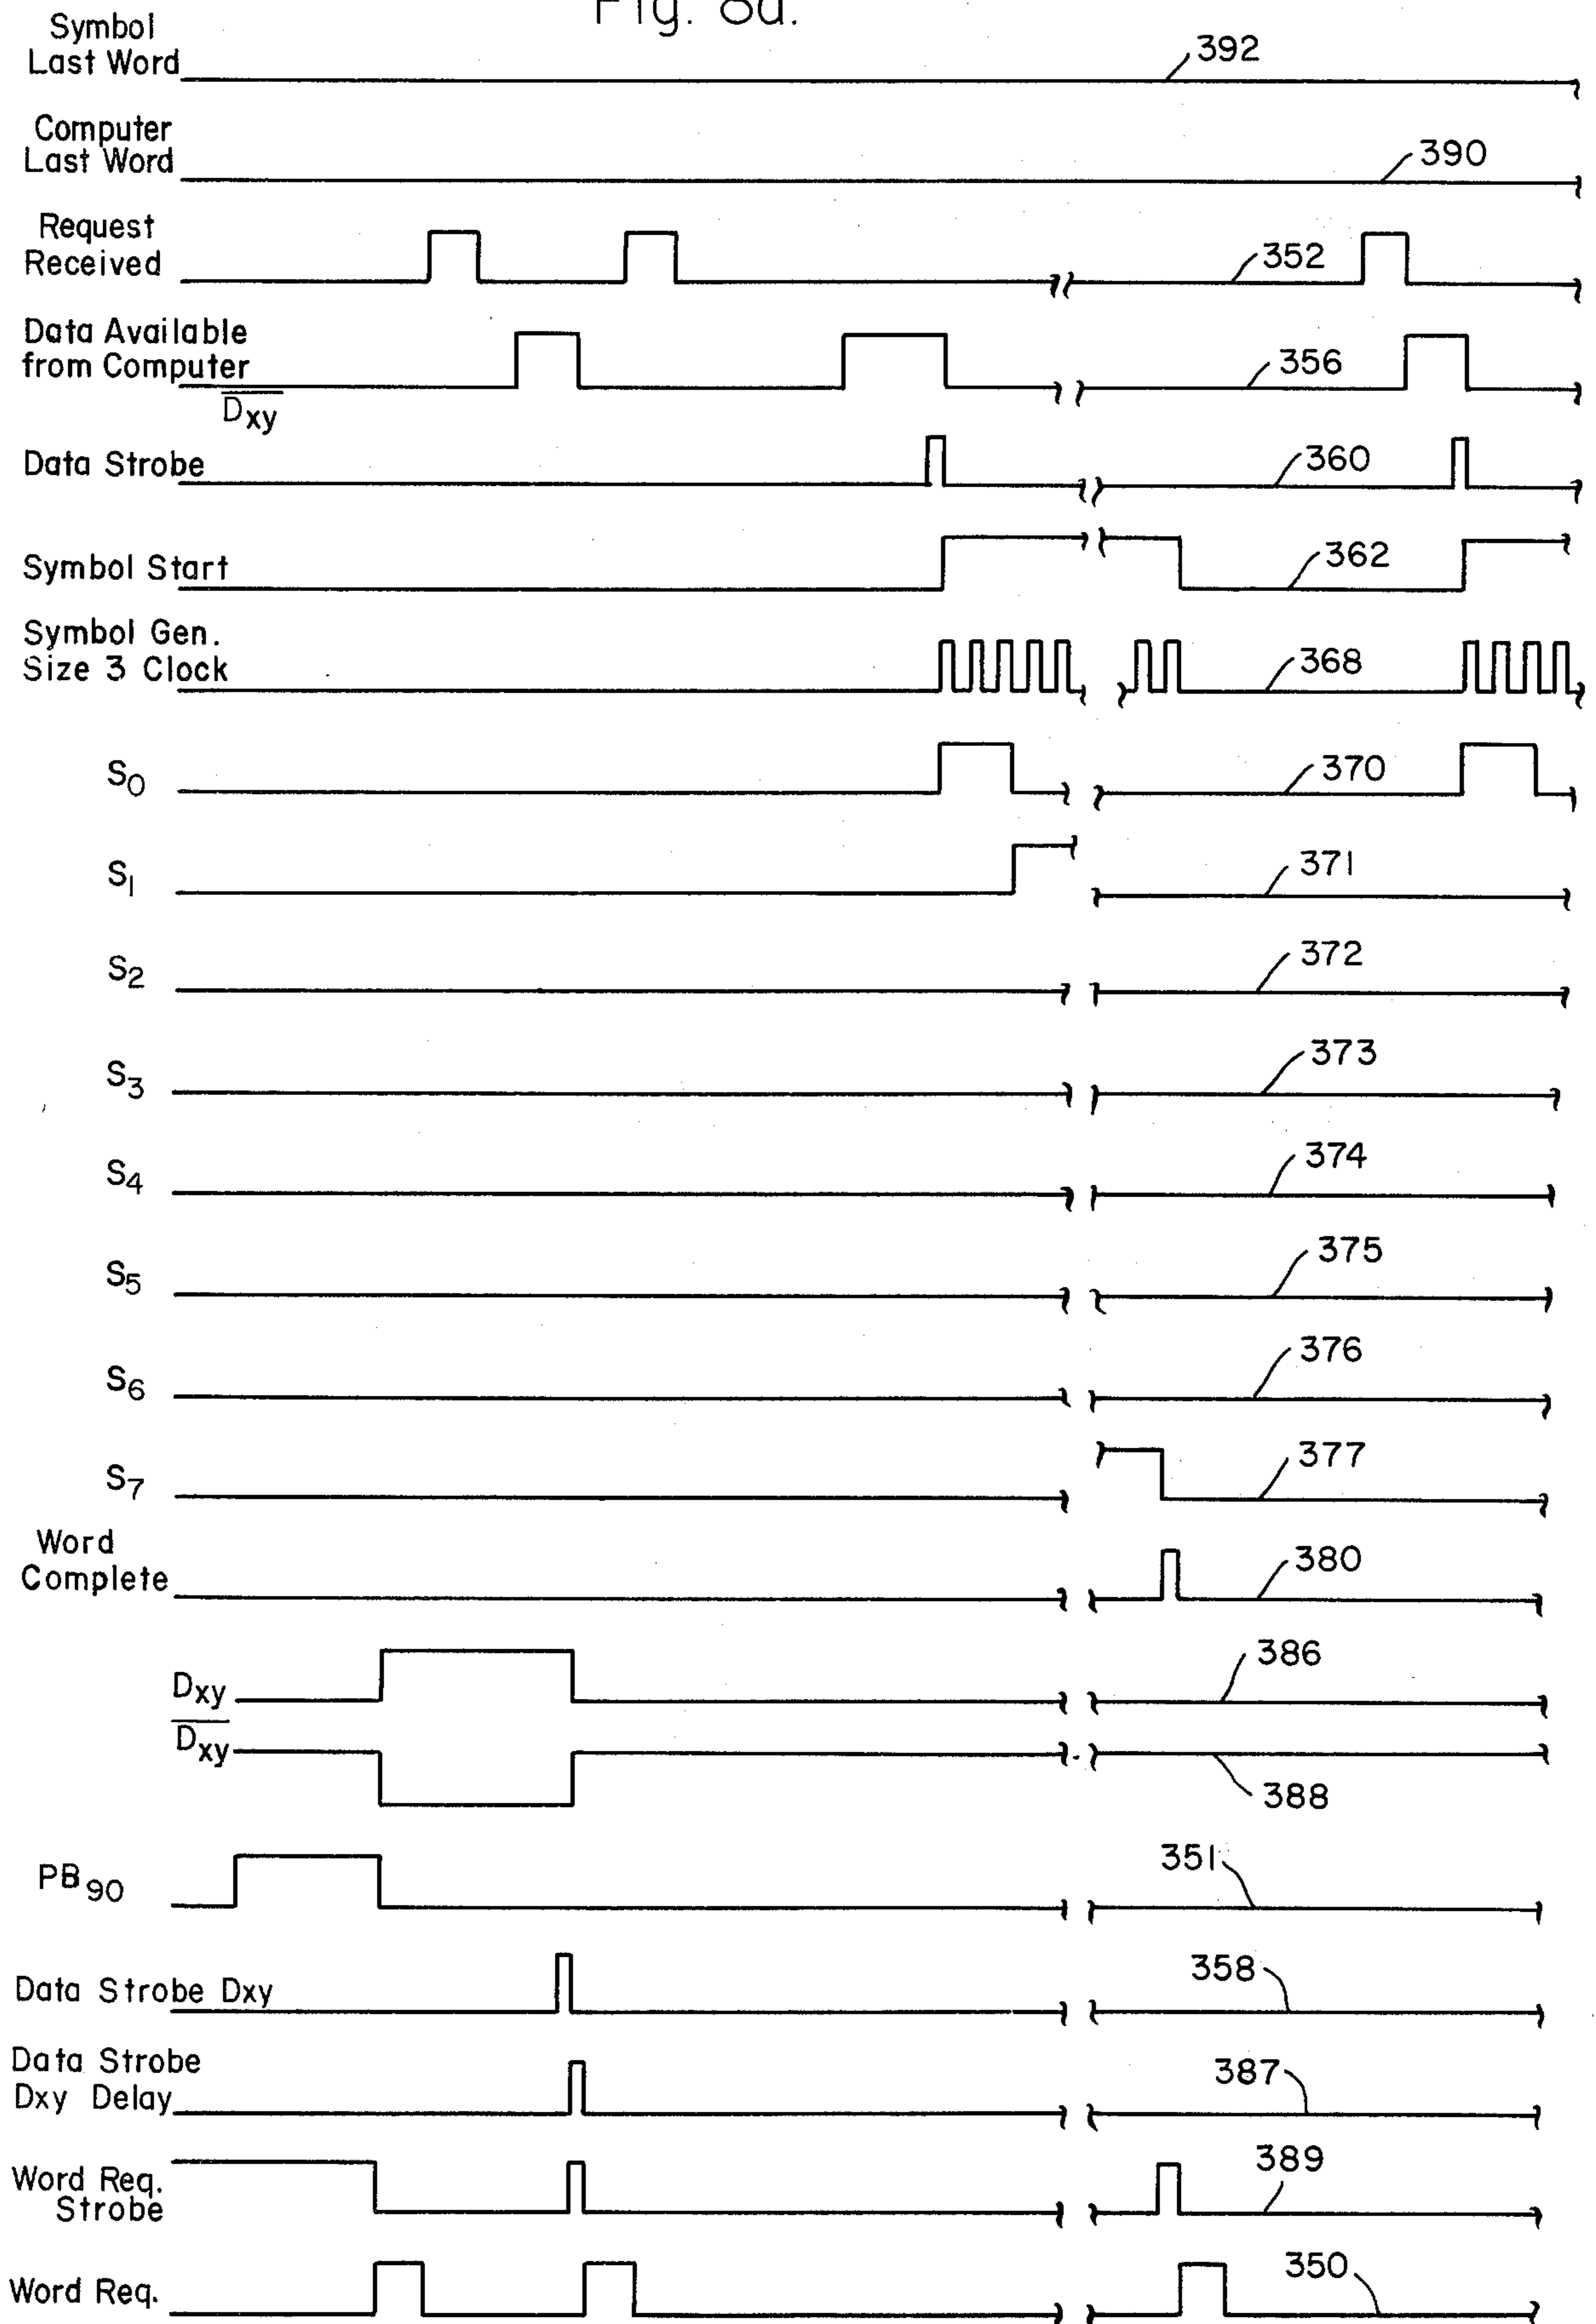 Fig. 8a.
Symbol
Last Word
392
Computer
Last Word
390
Request
Received
352
Data Available
from Computer
356
D̅x̅y̅
Data Strobe
360
Symbol Start
362
Symbol Gen.
Size 3 Clock
368
S0
370
S1
371
S2
372
S3
373
S4
374
S5
375
S6
376
S7
377
Word
Complete
380
Dxy
386
D̅x̅y̅
388
PB90
351
Data Strobe Dxy
358
Data Strobe
Dxy Delay
387
Word Req.
Strobe
389
Word Req.
350